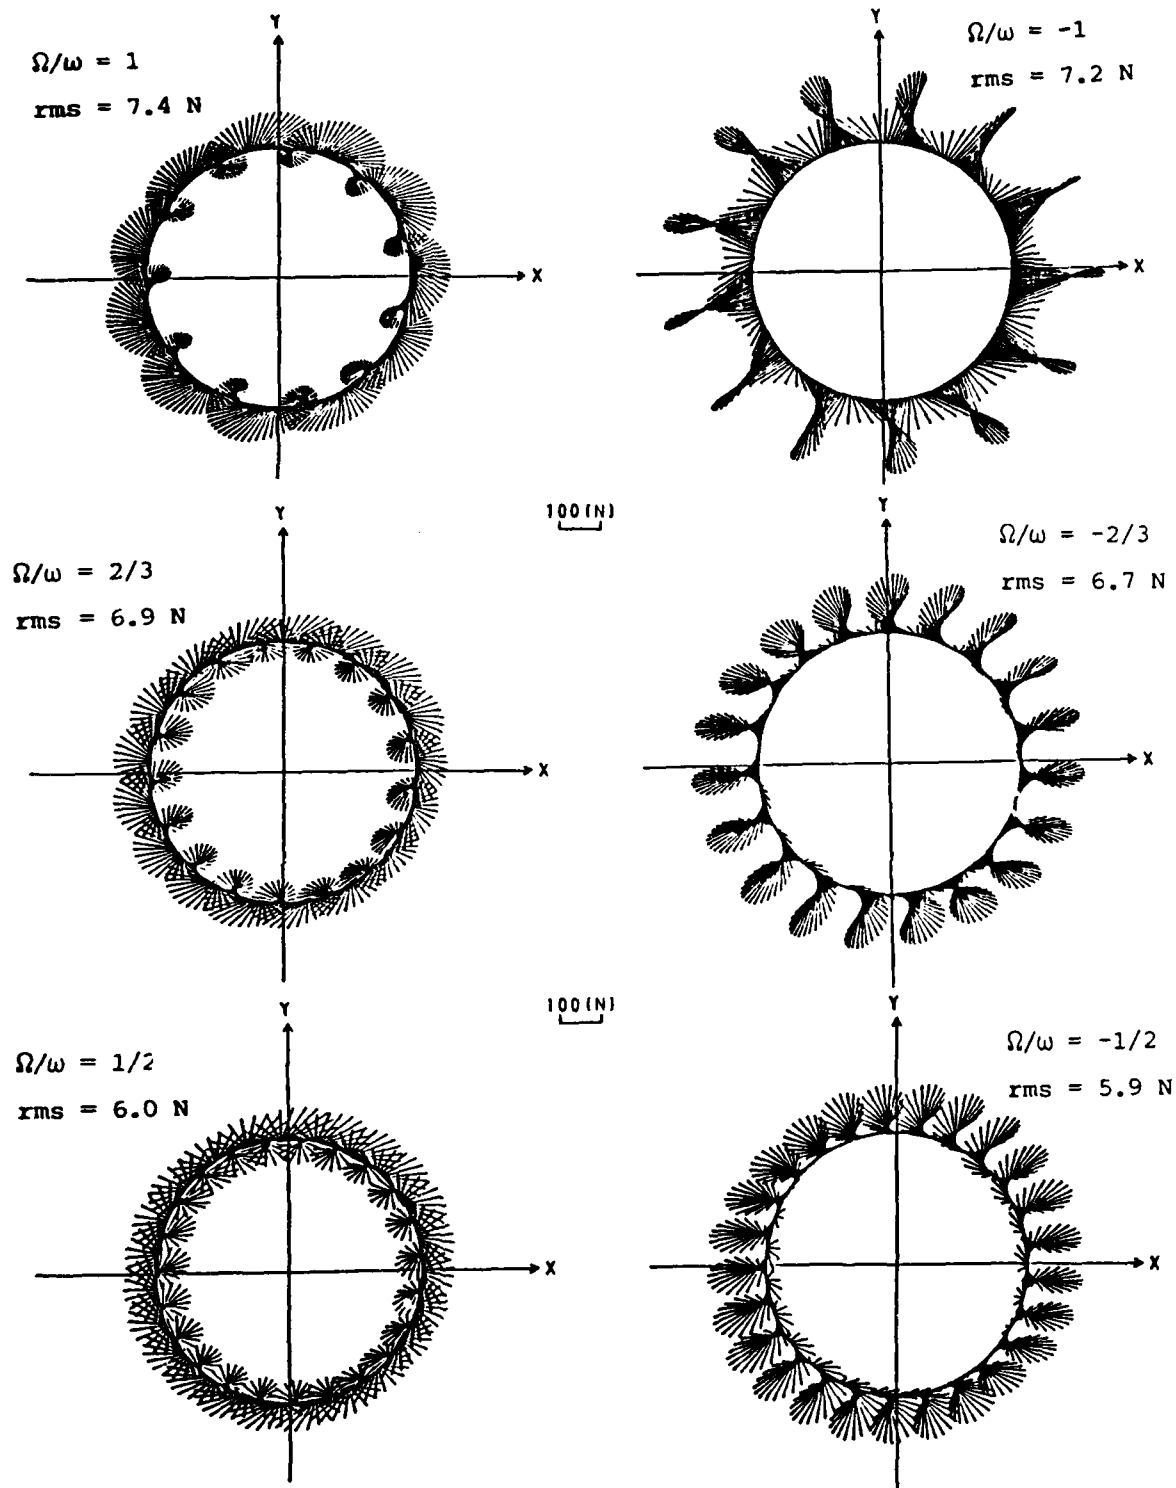 Y
Ω/ω = 1
rms = 7.4 N
X
Y
Ω/ω = -1
rms = 7.2 N
X
100 (N)
Y
Ω/ω = 2/3
rms = 6.9 N
X
Y
Ω/ω = -2/3
rms = 6.7 N
X
100 (N)
Y
Ω/ω = 1/2
rms = 6.0 N
X
Y
Ω/ω = -1/2
rms = 5.9 N
X